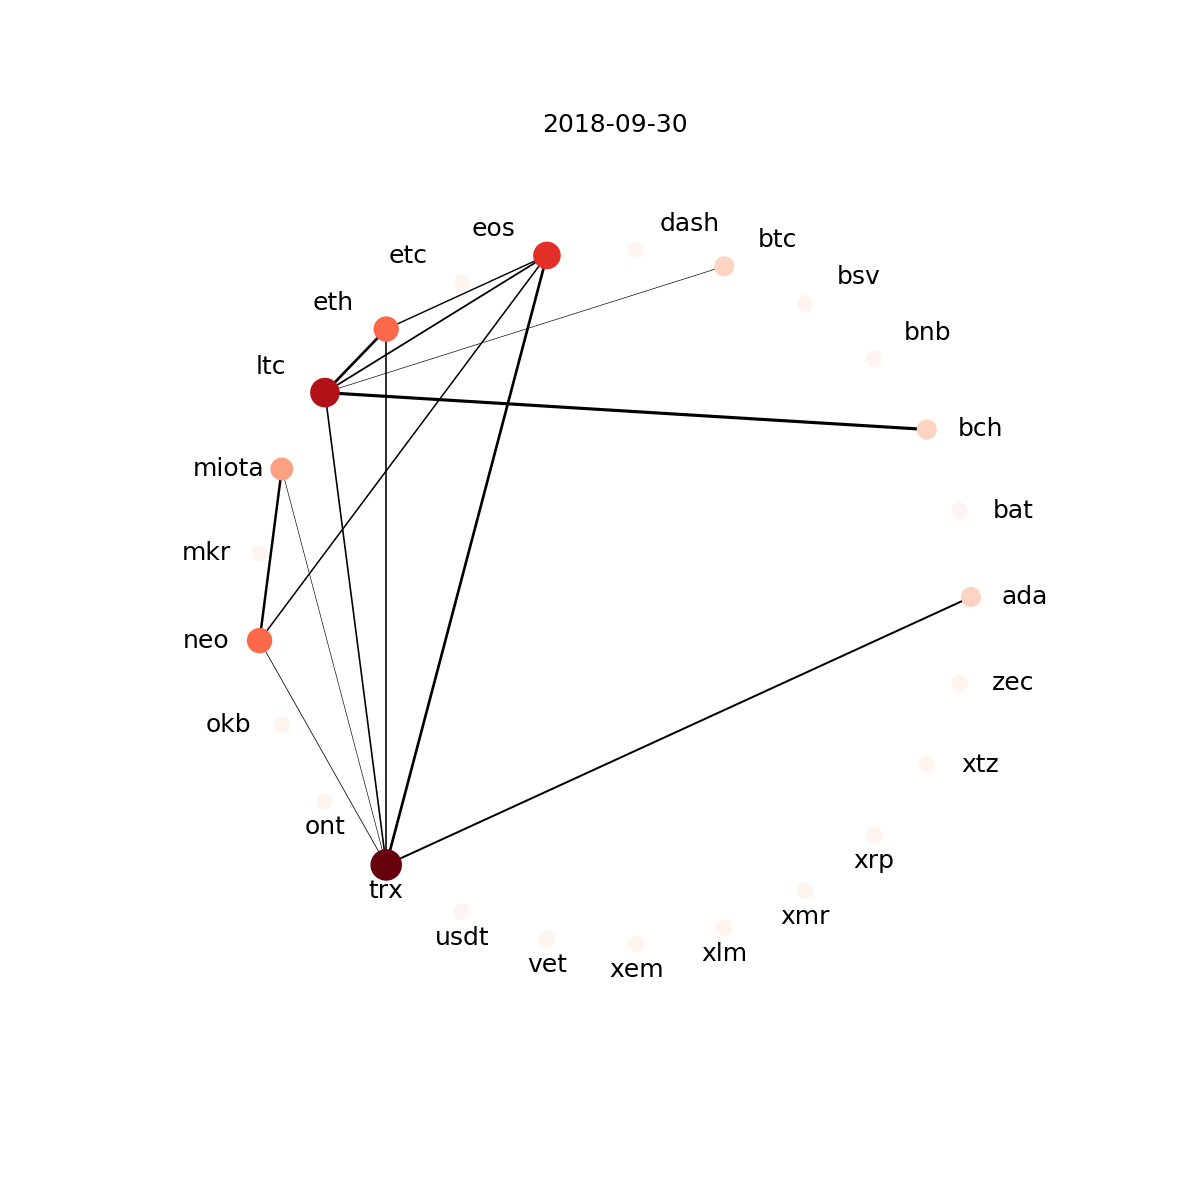 2018-09-30
dash
eos
btc
etc
bsv
eth
bnb
ltc
bch
miota
bat
mkr
ada
neo
zec
okb
xtz
ont
xrp
trx
xmr
usdt
xlm
vet
xem